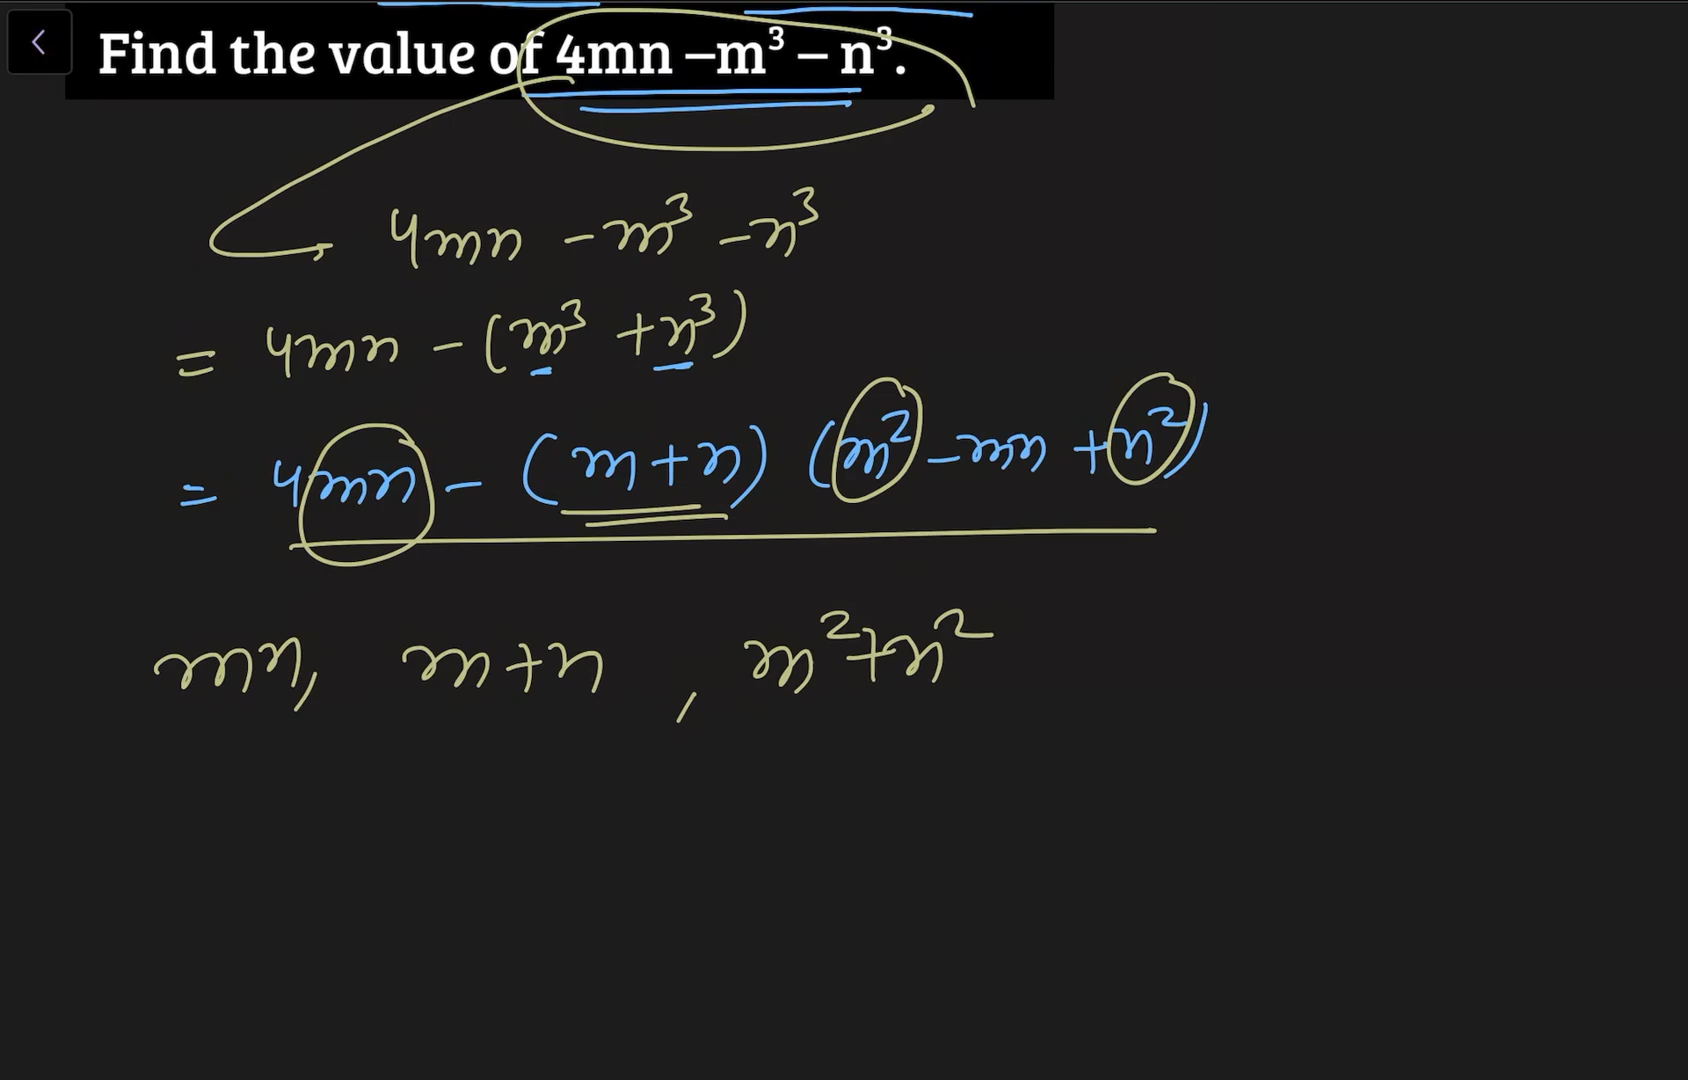 Find the value of 4mn –m³ – n³.
4mn - m³ - n³
= 4mn - (m³ + n³)
= 4mn - (m+n) (m² - mn + n²)
mn, m+n, m²+n²